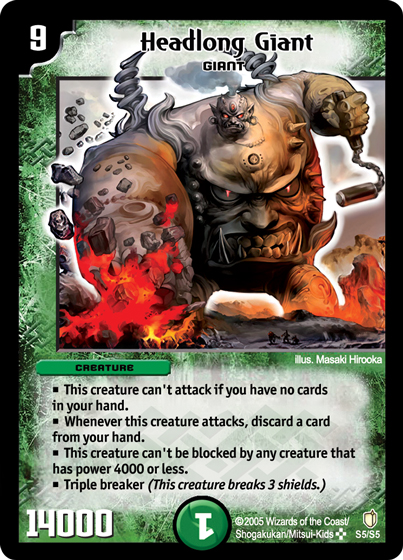 9
Headlong Giant
GIANT
illus. Masaki Hirooka
CREATURE
■ This creature can't attack if you have no cards
in your hand.
■ Whenever this creature attacks, discard a card
from your hand.
■ This creature can't be blocked by any creature that
has power 4000 or less.
■ Triple breaker (This creature breaks 3 shields.)
14000
1
©2005 Wizards of the Coast/
Shogakukan/Mitsui-Kids S5/S5